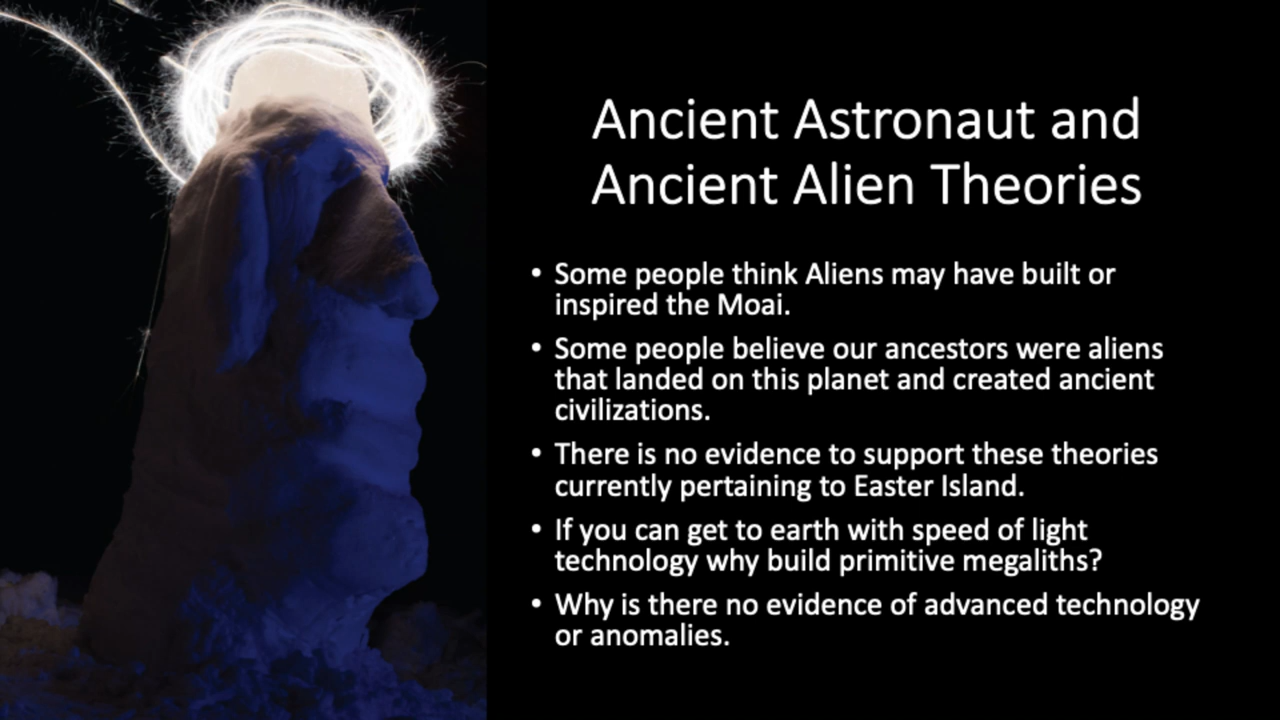 Ancient Astronaut and
Ancient Alien Theories
• Some people think Aliens may have built or
inspired the Moai.
• Some people believe our ancestors were aliens
that landed on this planet and created ancient
civilizations.
• There is no evidence to support these theories
currently pertaining to Easter Island.
• If you can get to earth with speed of light
technology why build primitive megaliths?
• Why is there no evidence of advanced technology
or anomalies.